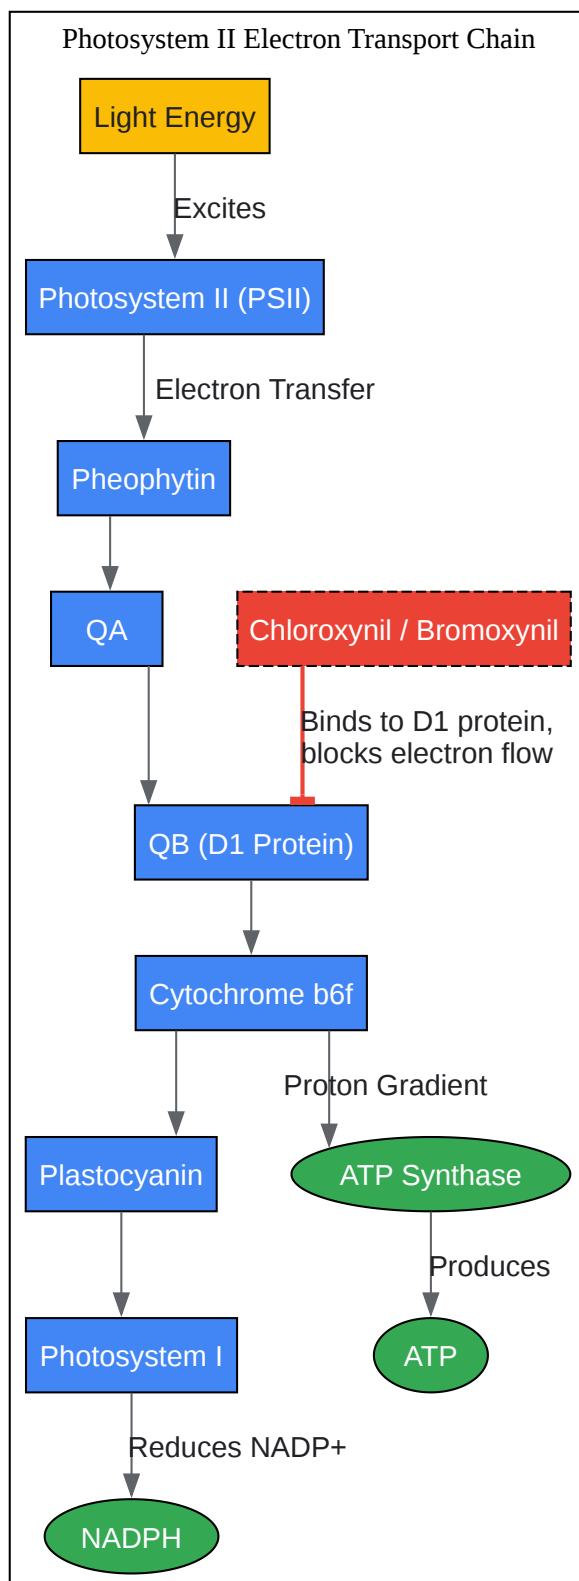 Photosystem II Electron Transport Chain
Light Energy
Excites
Photosystem II (PSII)
Electron Transfer
Pheophytin
QA
Chloroxynil / Bromoxynil
Binds to D1 protein,
blocks electron flow
QB (D1 Protein)
Cytochrome b6f
Proton Gradient
Plastocyanin
ATP Synthase
Produces
Photosystem I
ATP
Reduces NADP+
NADPH